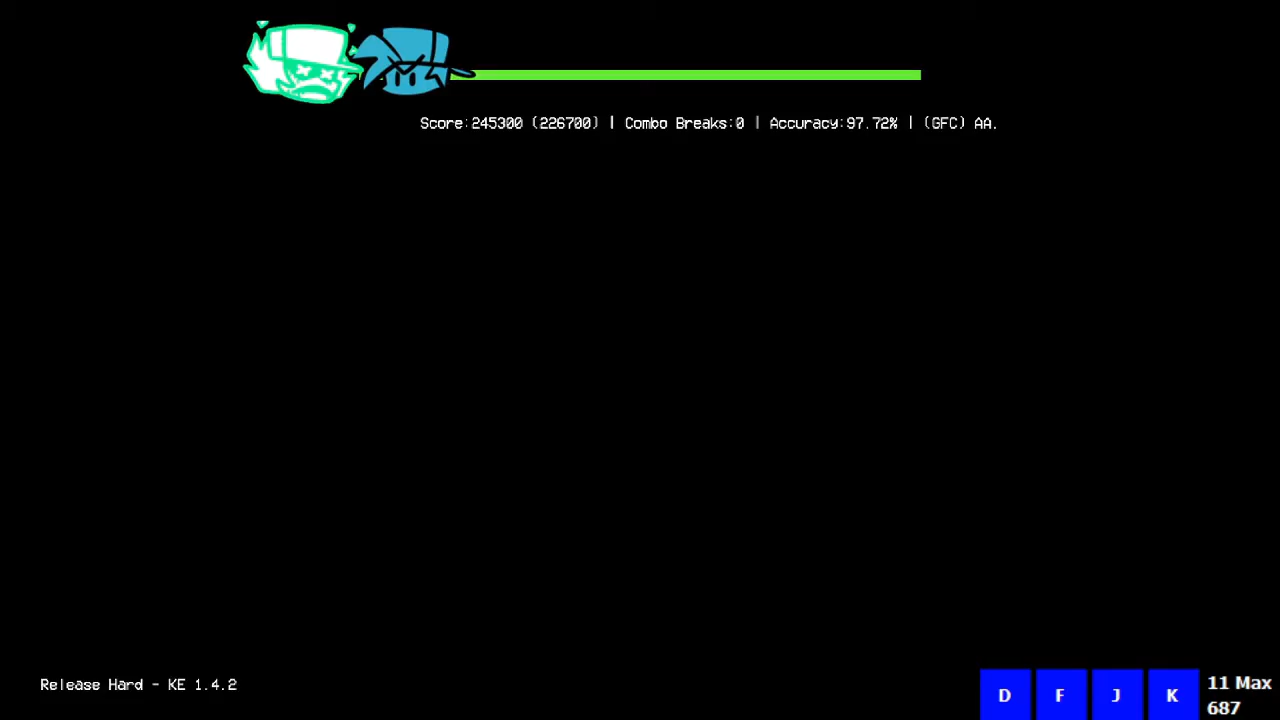 Score:245300 (226700) | Combo Breaks:0 | Accuracy:97.72% | (GFC) AA.
Release Hard - KE 1.4.2
D F J K
11 Max
687